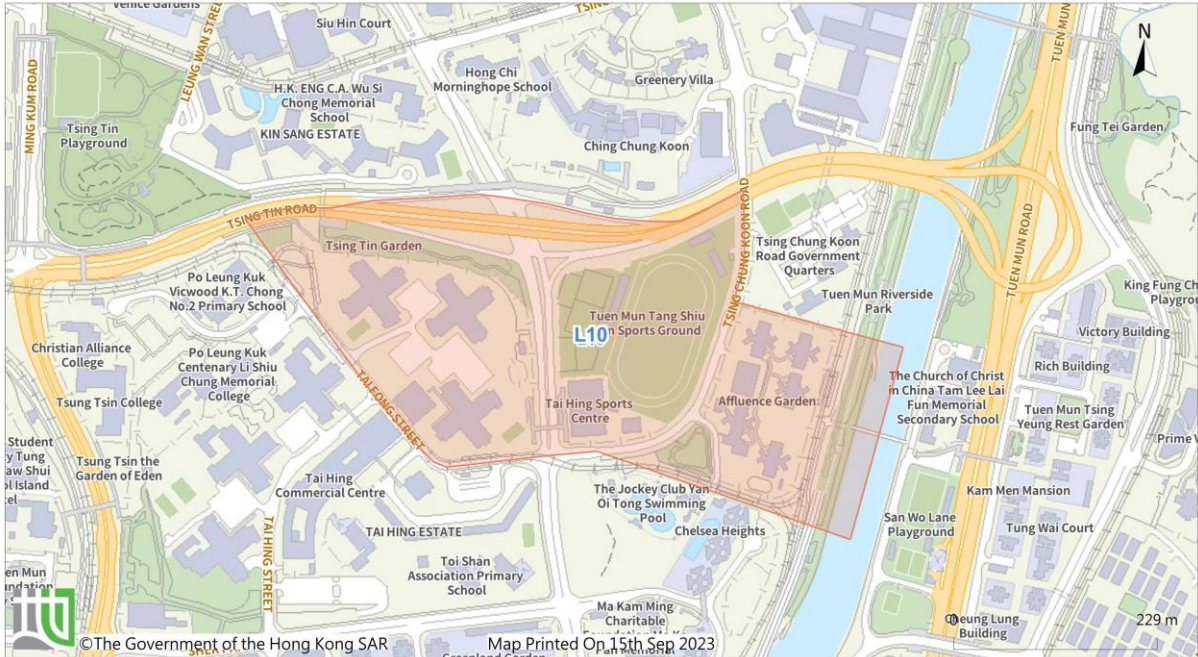 Venice Gardens
Siu Hin Court
LEUNG WAN STREET
TUEN MUN
N
MING KUM ROAD
Tsing Tin
Playground
H.K. ENG C.A. Wu Si
Chong Memorial
School
KIN SANG ESTATE
Hong Chi
Morninghope School
Greenery Villa
Ching Chung Koon
Fung Tei Garden
TSING TIN ROAD
Tsing Tin Garden
TSING CHUNG KOON ROAD
Tsing Chung Koon
Road Government
Quarters
TUEN MUN ROAD
Po Leung Kuk
Vicwood K.T. Chong
No.2 Primary School
Tuen Mun Tang Shiu
n Sports Ground
L10
Tuen Mun Riverside
Park
King Fung Ch
Playgrou
Victory Building
Christian Alliance
College
Po Leung Kuk
Centenary Li Shiu
Chung Memorial
College
Tsung Tsin College
TAI FONG STREET
Tai Hing Sports
Centre
Affluence Garden
The Church of Christ
in China Tam Lee Lai
Fun Memorial
Secondary School
Rich Building
Tuen Mun Tsing
Yeung Rest Garden
Prime V
Student
y Tung
aw Shui
ol Island
tel
Tsung Tsin the
Garden of Eden
Tai Hing
Commercial Centre
TAI HING ESTATE
TAI HING STREET
The Jockey Club Yan
Oi Tong Swimming
Pool
Chelsea Heights
San Wo Lane
Playground
Kam Men Mansion
Tung Wai Court
Toi Shan
Association Primary
School
en Mun
undation
Ma Kam Ming
Charitable
0
229 m
Cheung Lung
Building
©The Government of the Hong Kong SAR
Map Printed On 15th Sep 2023